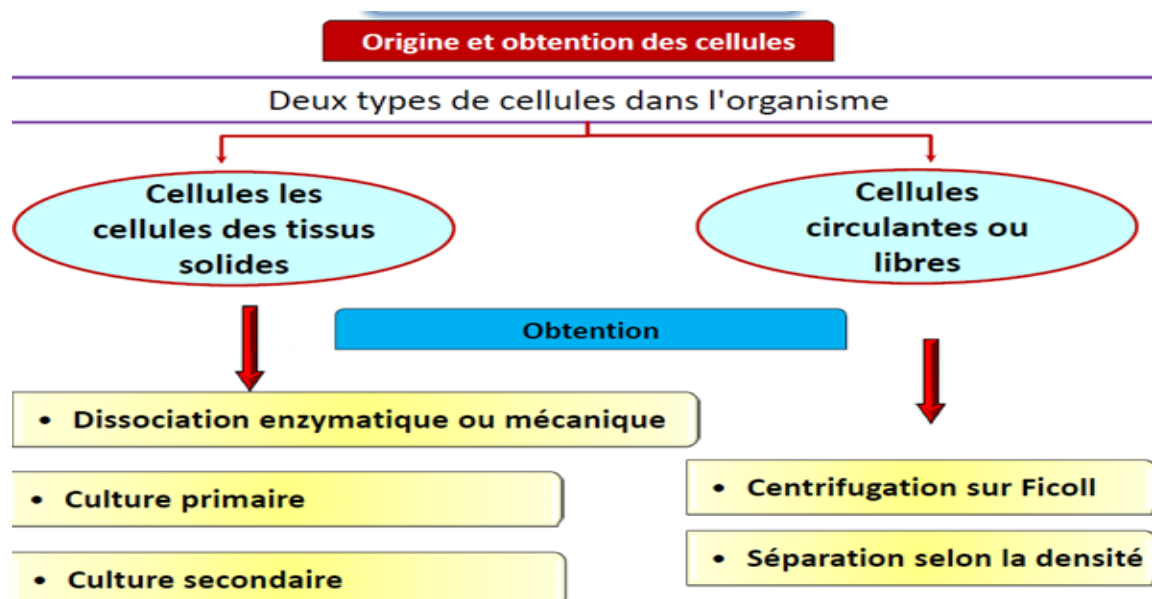 Origine et obtention des cellules
Deux types de cellules dans l'organisme
Cellules les
cellules des tissus
solides
Cellules
circulantes ou
libres
Obtention
• Dissociation enzymatique ou mécanique
• Culture primaire
• Culture secondaire
• Centrifugation sur Ficoll
• Séparation selon la densité